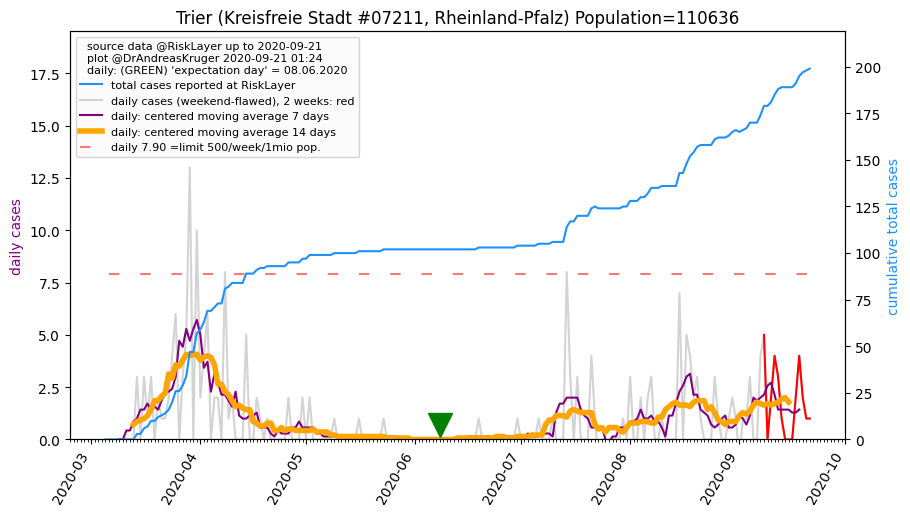 Trier (Kreisfreie Stadt #07211, Rheinland-Pfalz) Population=110636
source data @RiskLayer up to 2020-09-21
plot @DrAndreasKruger 2020-09-21 01:24
daily: (GREEN) 'expectation day' = 08.06.2020
total cases reported at RiskLayer
daily cases (weekend-flawed), 2 weeks: red
daily: centered moving average 7 days
daily: centered moving average 14 days
daily 7.90 =limit 500/week/1mio pop.
daily cases
17.5
15.0
12.5
10.0
7.5
5.0
2.5
0.0
cumulative total cases
200
175
150
125
100
75
50
25
0
2020-03
2020-04
2020-05
2020-06
2020-07
2020-08
2020-09
2020-10